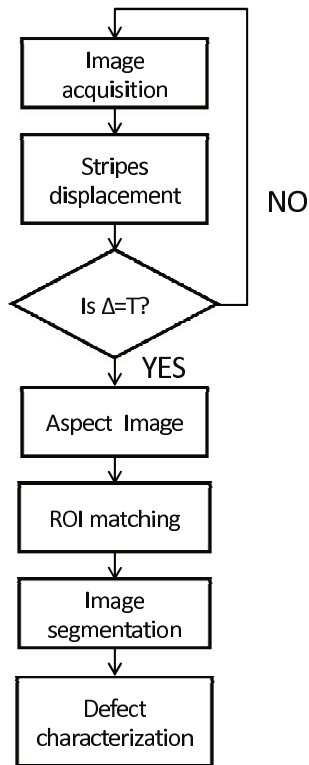 Image
acquisition
Stripes
displacement
NO
Is Δ=T?
YES
Aspect Image
ROI matching
Image
segmentation
Defect
characterization